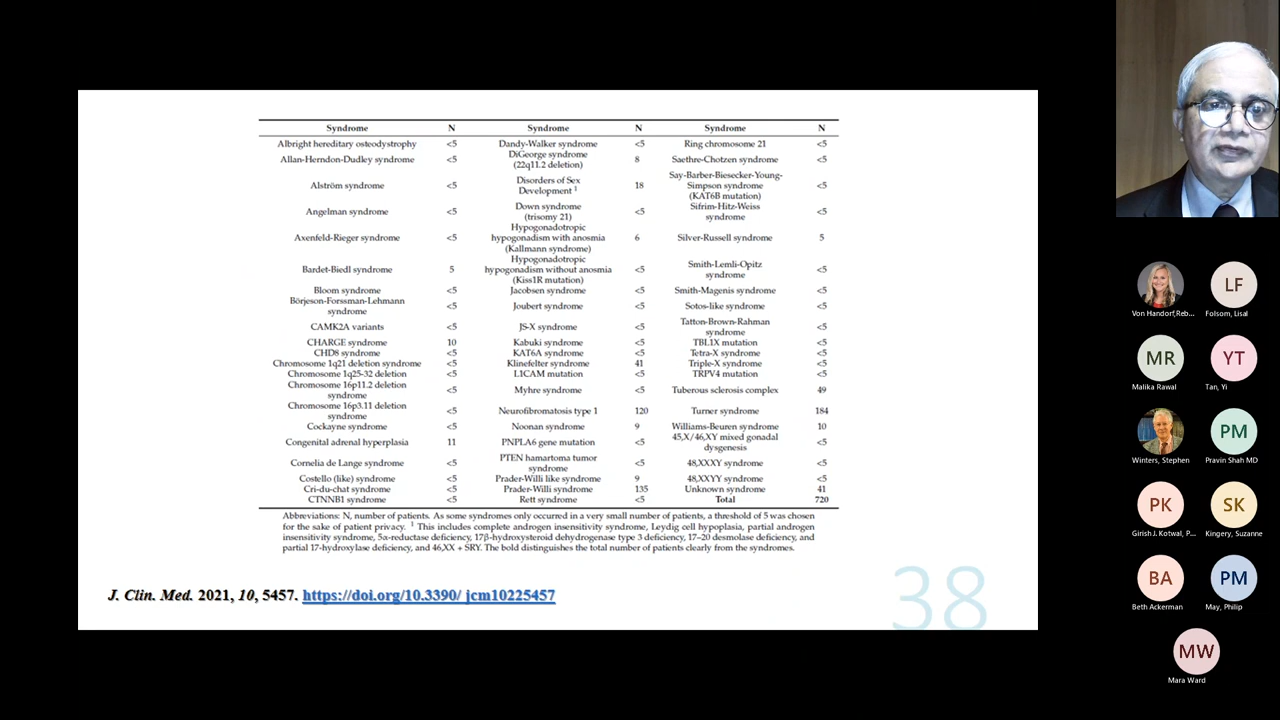 Syndrome N Syndrome N Syndrome N
Albright hereditary osteodystrophy <5 Dandy-Walker syndrome <5 Ring chromosome 21 <5
Allan-Herndon-Dudley syndrome <5 DiGeorge syndrome (22q11.2 deletion) 8 Saethre-Chotzen syndrome <5
Alström syndrome <5 Disorders of Sex Development 1 18 Say-Barber-Biesecker-Young-Simpson syndrome (KAT6B mutation) <5
Angelman syndrome <5 Down syndrome (trisomy 21) <5 Sifrim-Hitz-Weiss syndrome <5
Axenfeld-Rieger syndrome <5 Hypogonadotropic hypogonadism with anosmia (Kallmann syndrome) 6 Silver-Russell syndrome 5
Bardet-Biedl syndrome 5 Hypogonadotropic hypogonadism without anosmia (Kiss1R mutation) <5 Smith-Lemli-Opitz syndrome <5
Bloom syndrome <5 Jacobsen syndrome <5 Smith-Magenis syndrome <5
Börjeson-Forssman-Lehmann syndrome <5 Joubert syndrome <5 Sotos-like syndrome <5
CAMK2A variants <5 JS-X syndrome <5 Tatton-Brown-Rahman syndrome <5
CHARGE syndrome 10 Kabuki syndrome <5 TBL1X mutation <5
CHD8 syndrome <5 KAT6A syndrome <5 Tetra-X syndrome <5
Chromosome 1q21 deletion syndrome <5 Klinefelter syndrome 41 Triple-X syndrome <5
Chromosome 1q25-32 deletion <5 L1CAM mutation <5 TRPV4 mutation <5
Chromosome 16p11.2 deletion syndrome <5 Myhre syndrome <5 Tuberous sclerosis complex 49
Chromosome 16p3.11 deletion syndrome <5 Neurofibromatosis type 1 120 Turner syndrome 184
Cockayne syndrome <5 Noonan syndrome 9 Williams-Beuren syndrome 10
Congenital adrenal hyperplasia 11 PNPLA6 gene mutation <5 45,X/46,XY mixed gonadal dysgenesis <5
Cornelia de Lange syndrome <5 PTEN hamartoma tumor syndrome <5 48,XXXY syndrome <5
Costello (like) syndrome <5 Prader-Willi like syndrome 9 48,XXYY syndrome <5
Cri-du-chat syndrome <5 Prader-Willi syndrome 135 Unknown syndrome 41
CTNNB1 syndrome <5 Rett syndrome <5 Total 720
Abbreviations: N, number of patients. As some syndromes only occurred in a very small number of patients, a threshold of 5 was chosen
for the sake of patient privacy. 1 This includes complete androgen insensitivity syndrome, Leydig cell hypoplasia, partial androgen
insensitivity syndrome, 5α-reductase deficiency, 17β-hydroxysteroid dehydrogenase type 3 deficiency, 17–20 desmolase deficiency, and
partial 17-hydroxylase deficiency, and 46,XX + SRY. The bold distinguishes the total number of patients clearly from the syndromes.
J. Clin. Med. 2021, 10, 5457. https://doi.org/10.3390/ jcm10225457
38
Von Handorf,Reb...
LF
Folsom, Lisal
MR
Malika Rawal
YT
Tan, Yi
Winters, Stephen
PM
Pravin Shah MD
PK
Girish J. Kotwal, P...
SK
Kingery, Suzanne
BA
Beth Ackerman
PM
May, Philip
MW
Mara Ward